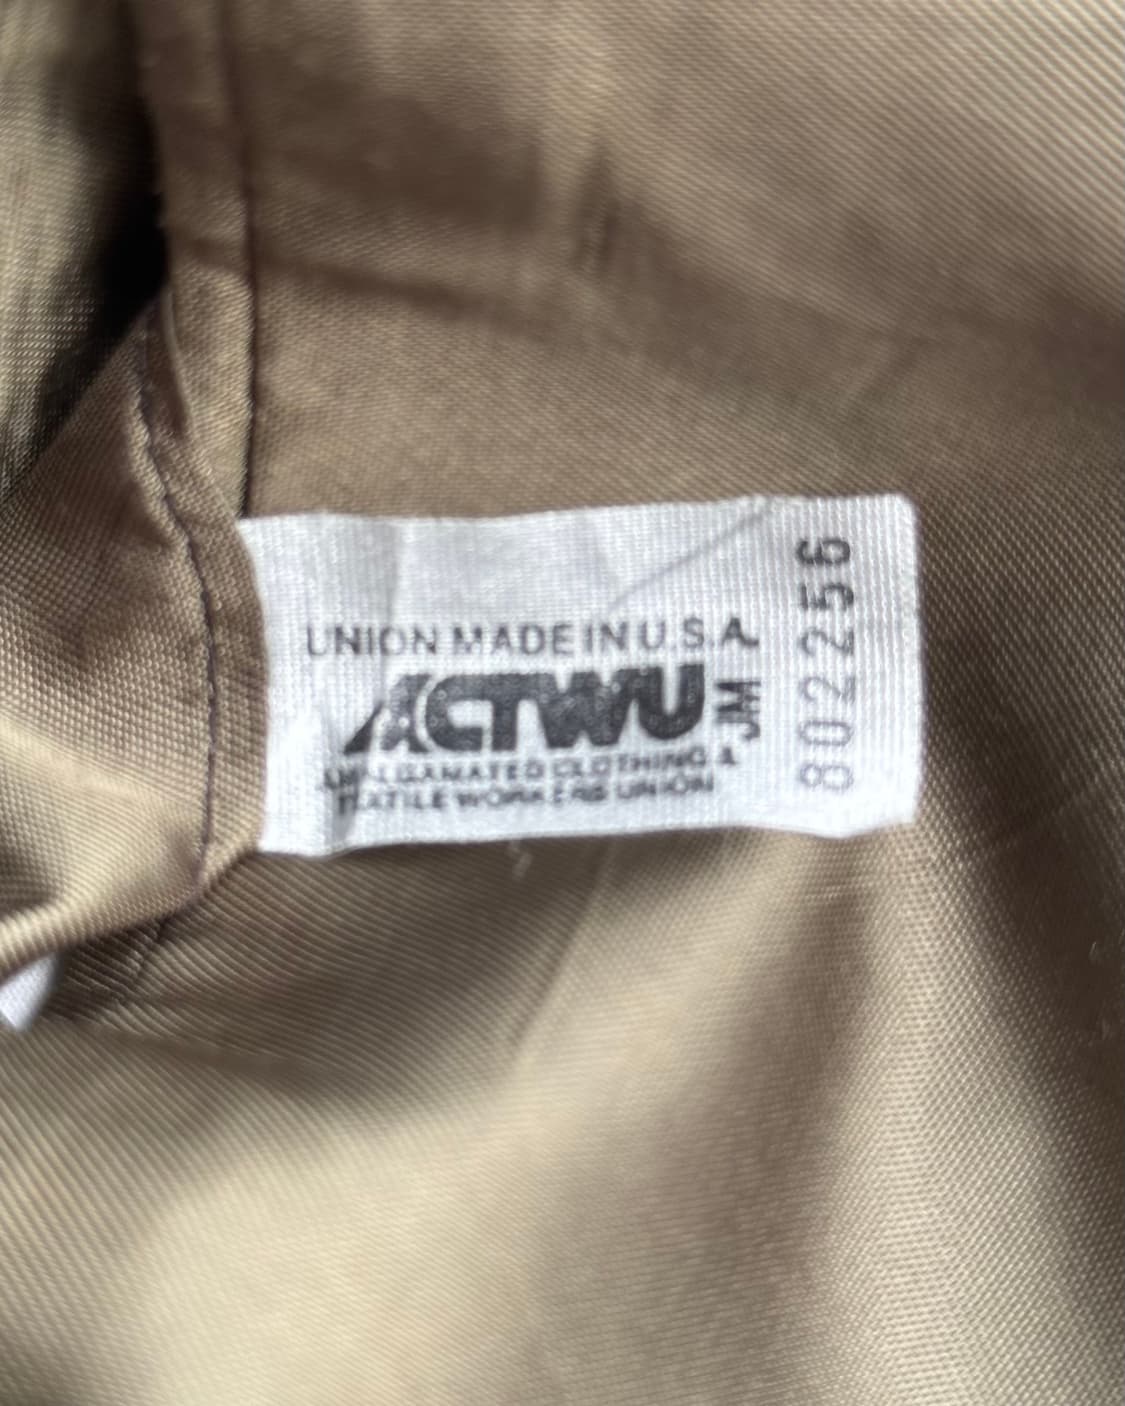 UNION MADE IN U.S.A.
ACTWU
AMALGAMATED CLOTHING &
TEXTILE WORKERS UNION
JM
802256